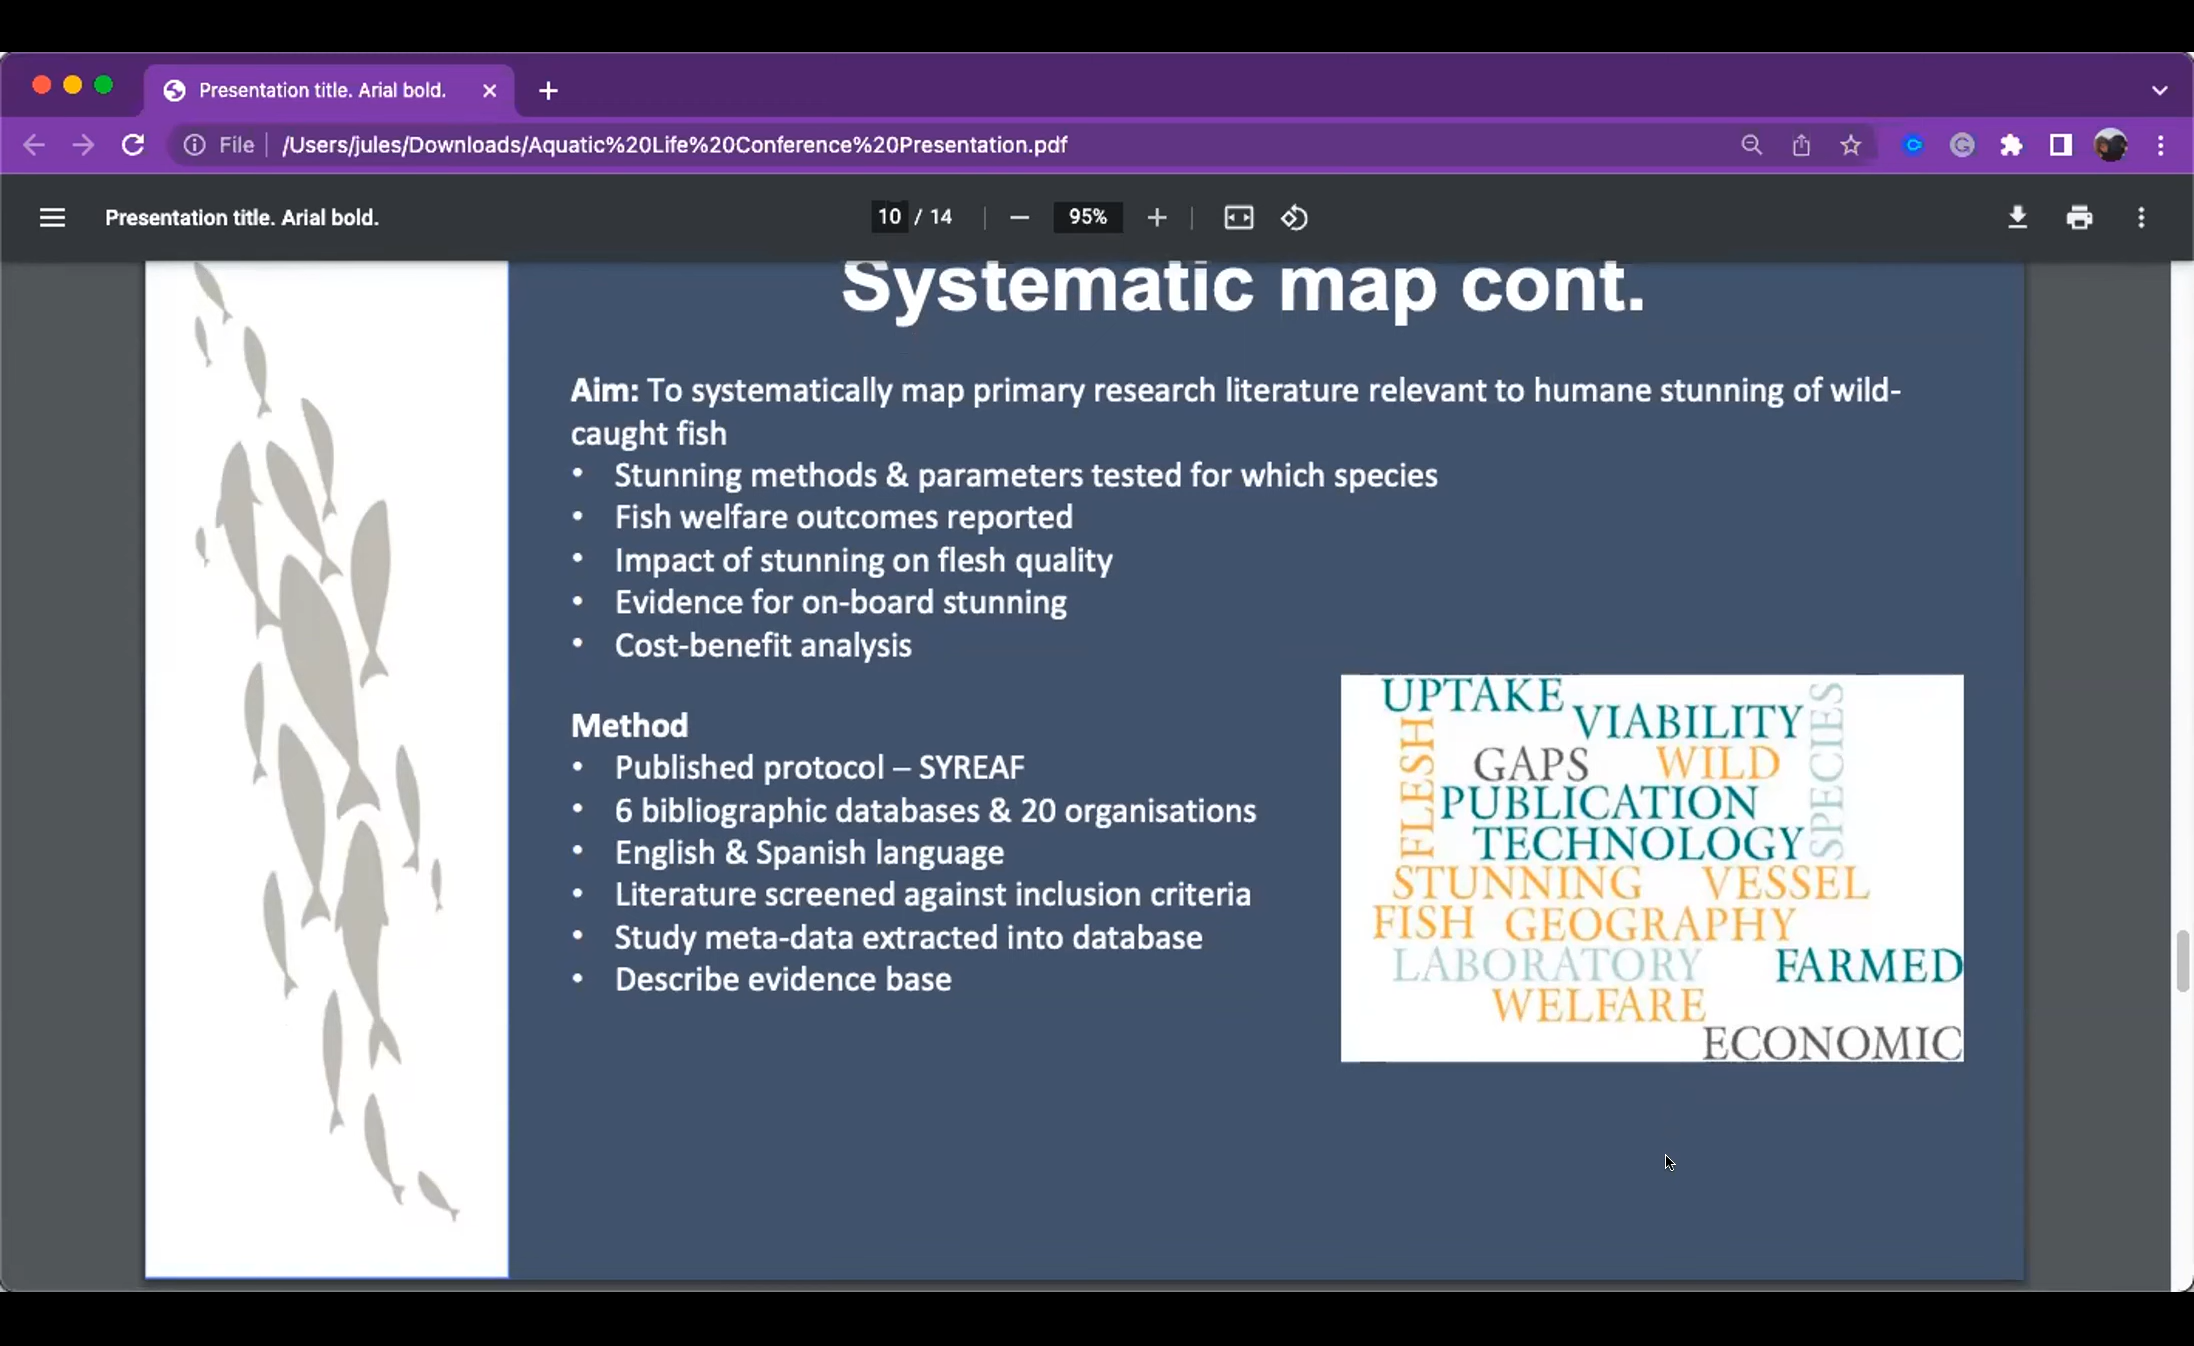 Presentation title. Arial bold.
File
/Users/jules/Downloads/Aquatic%20Life%20Conference%20Presentation.pdf
Presentation title. Arial bold.
10 / 14
95%
Systematic map cont.
Aim: To systematically map primary research literature relevant to humane stunning of wild-
caught fish
• Stunning methods & parameters tested for which species
• Fish welfare outcomes reported
• Impact of stunning on flesh quality
• Evidence for on-board stunning
• Cost-benefit analysis
Method
• Published protocol – SYREAF
• 6 bibliographic databases & 20 organisations
• English & Spanish language
• Literature screened against inclusion criteria
• Study meta-data extracted into database
• Describe evidence base
UPTAKE
VIABILITY
SPECIES
FLESH
GAPS WILD
PUBLICATION
TECHNOLOGY
STUNNING VESSEL
FISH GEOGRAPHY
LABORATORY FARMED
WELFARE
ECONOMIC